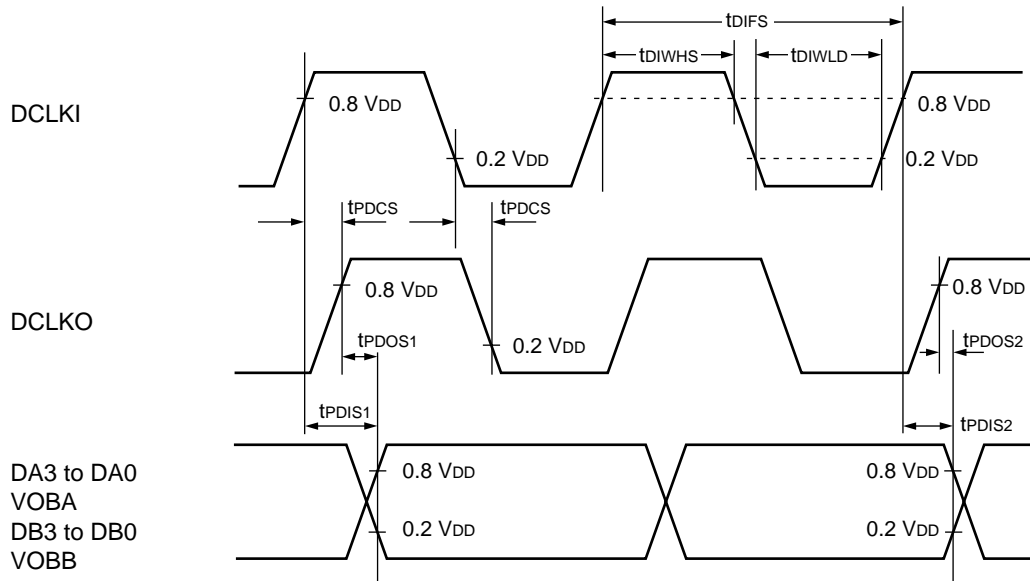 tDIFS
tDIWHS
tDIWLD
DCLKI
0.8 VDD
0.8 VDD
0.2 VDD
0.2 VDD
tPDCS
tPDCS
DCLKO
0.8 VDD
0.8 VDD
tPDOS1
0.2 VDD
tPDOS2
tPDIS1
tPDIS2
DA3 to DA0
0.8 VDD
0.8 VDD
VOBA
DB3 to DB0
0.2 VDD
0.2 VDD
VOBB